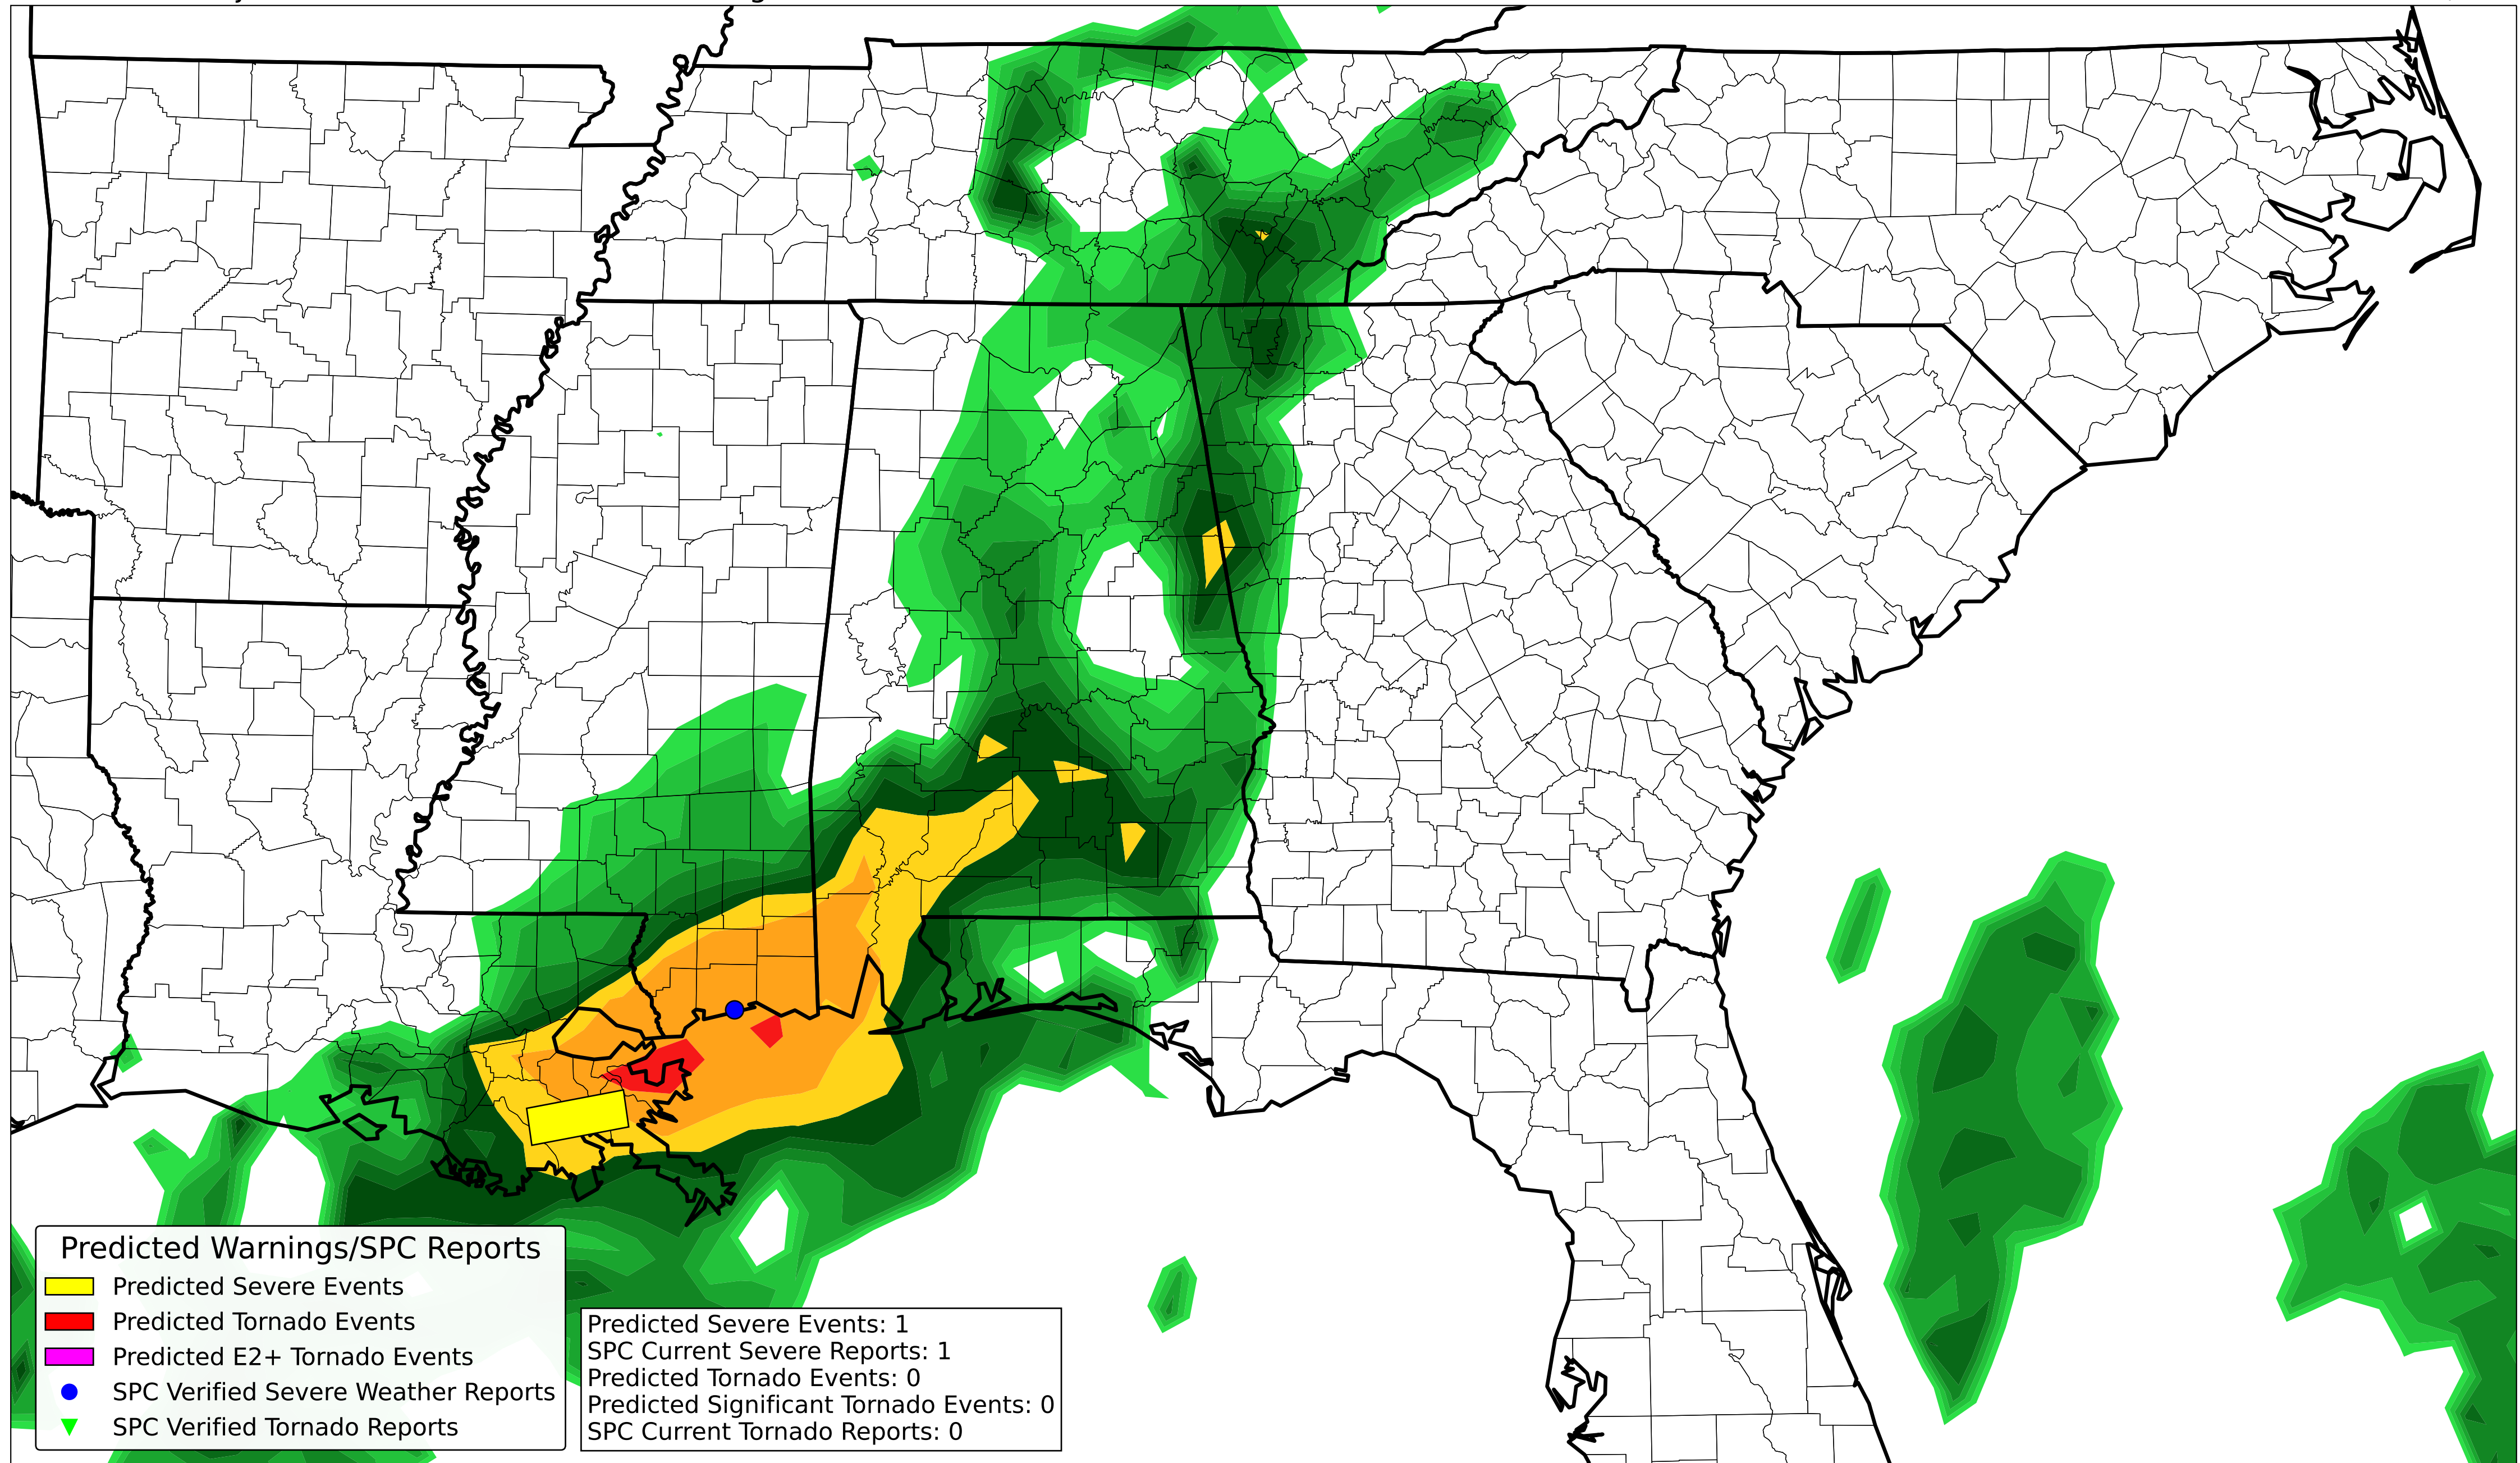 Predicted Warnings/SPC Reports
Predicted Severe Events
Predicted Tornado Events
Predicted E2+ Tornado Events
SPC Verified Severe Weather Reports
SPC Verified Tornado Reports
Predicted Severe Events: 1
SPC Current Severe Reports: 1
Predicted Tornado Events: 0
Predicted Significant Tornado Events: 0
SPC Current Tornado Reports: 0